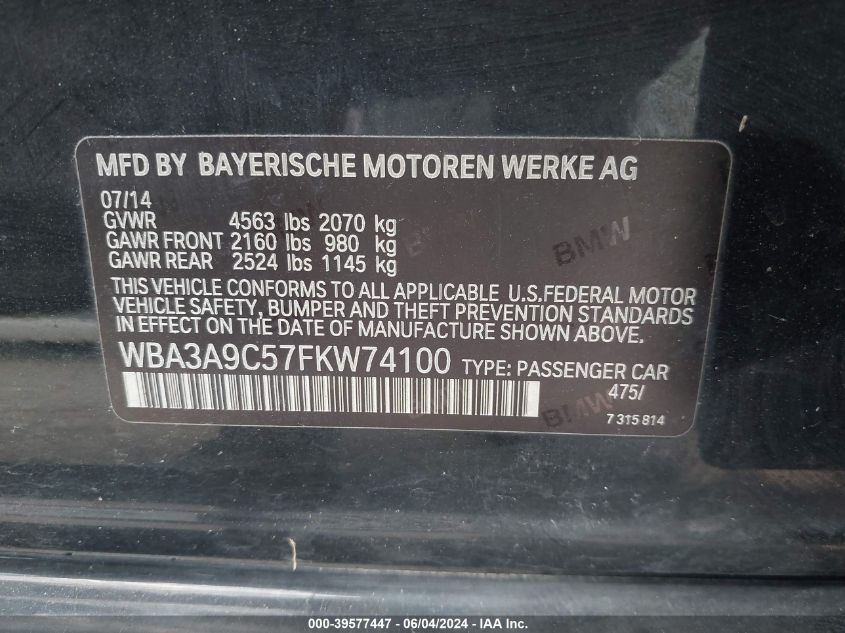 MFD BY BAYERISCHE MOTOREN WERKE AG
07/14
GVWR 4563 lbs 2070 kg
GAWR FRONT 2160 lbs 980 kg
GAWR REAR 2524 lbs 1145 kg
BMW
THIS VEHICLE CONFORMS TO ALL APPLICABLE U.S.FEDERAL MOTOR
VEHICLE SAFETY, BUMPER AND THEFT PREVENTION STANDARDS
IN EFFECT ON THE DATE OF MANUFACTURE SHOWN ABOVE.
WBA3A9C57FKW74100 TYPE: PASSENGER CAR
475/
BMW
7315814
000-39577447 - 06/04/2024 - IAA Inc.